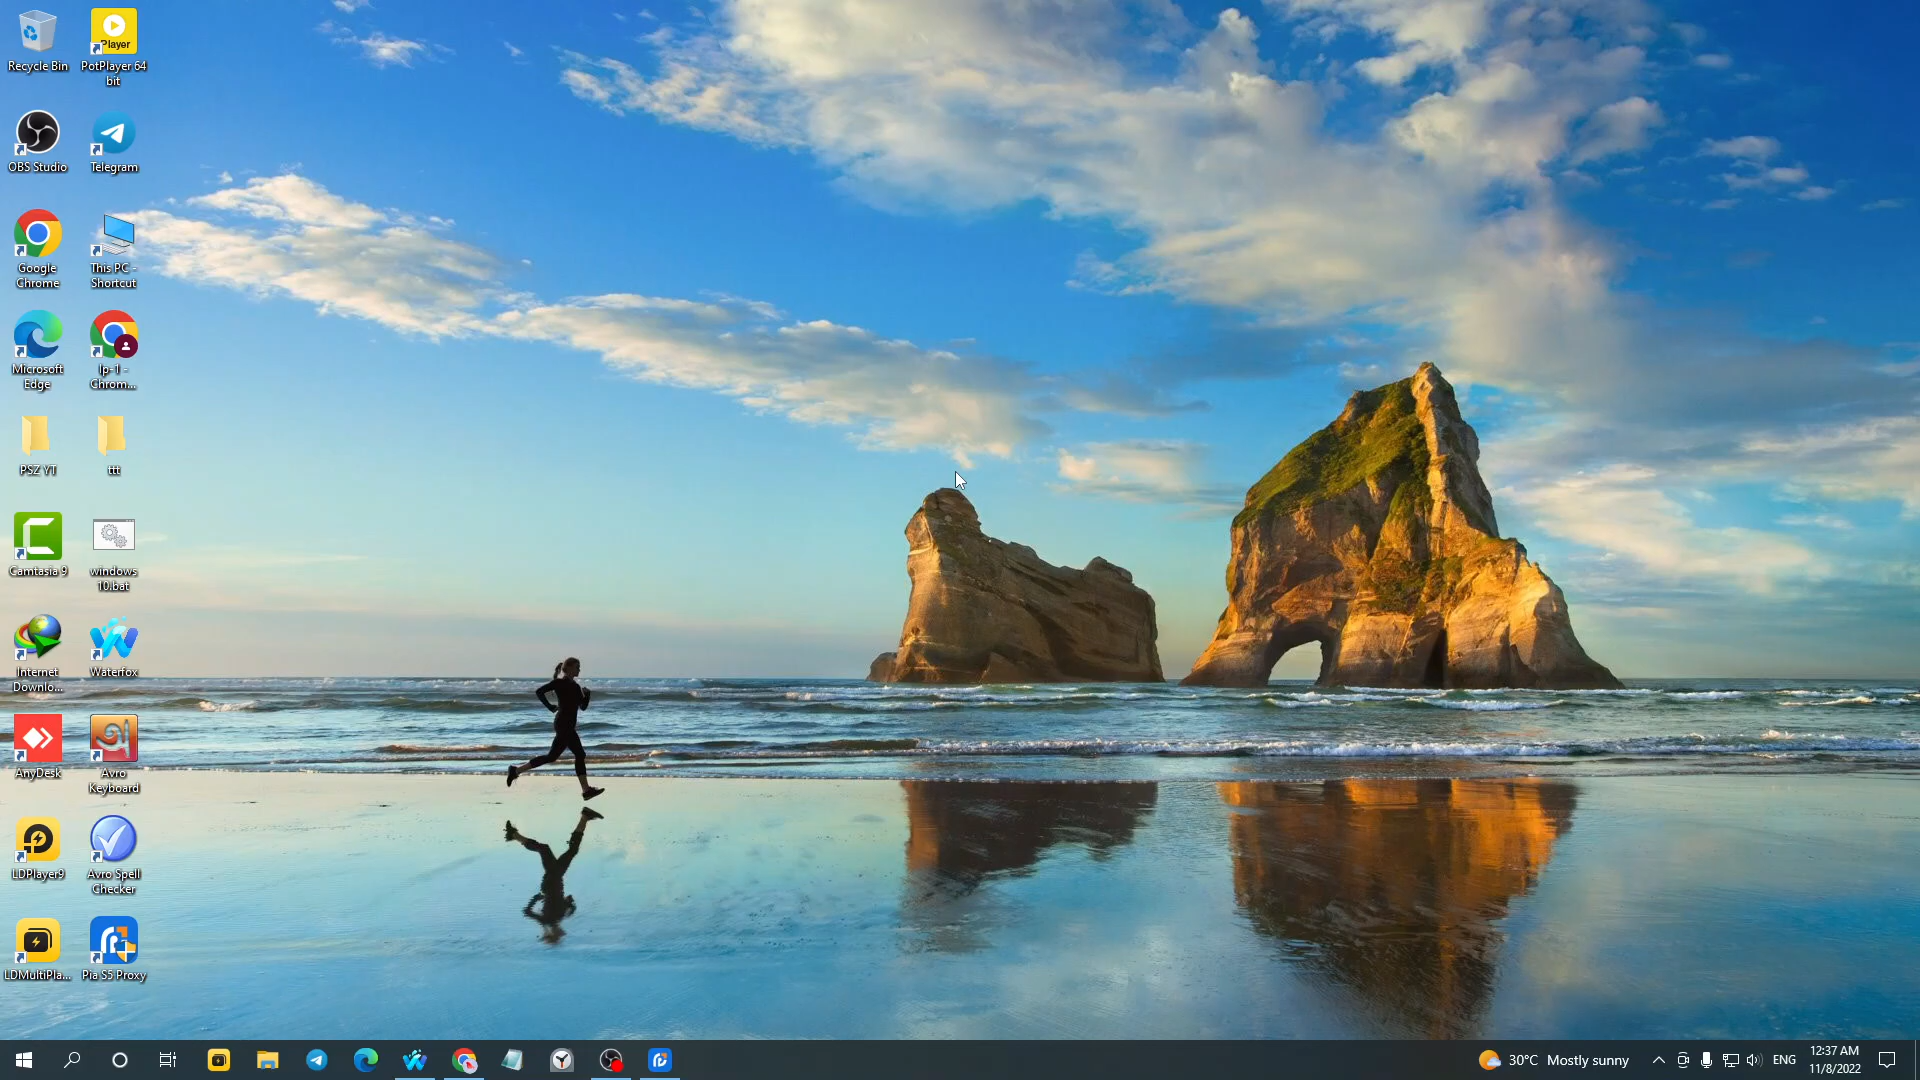 Recycle Bin
Player
PotPlayer 64
bit
OBS Studio
Telegram
Google
Chrome
This PC -
Shortcut
Microsoft
Edge
lp-1 -
Chrom...
PSZ YT
ttt
Camtasia 9
windows
10.bat
Internet
Downlo...
Waterfox
AnyDesk
Avro
Keyboard
LDPlayer9
Avro Spell
Checker
LDMultiPla...
Pia S5 Proxy
30°C Mostly sunny
ENG
12:37 AM
11/8/2022